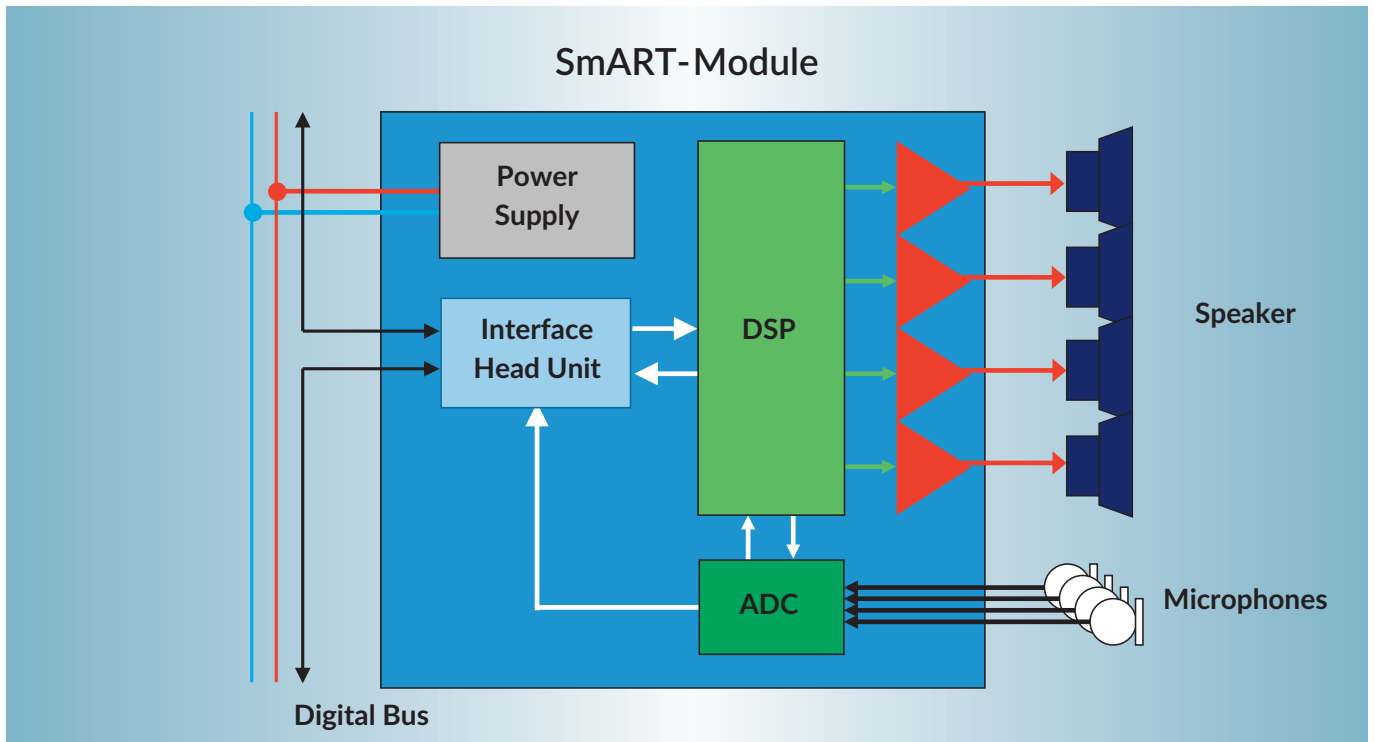 SmART-Module
Power
Supply
Interface
Head Unit
DSP
Speaker
ADC
Microphones
Digital Bus